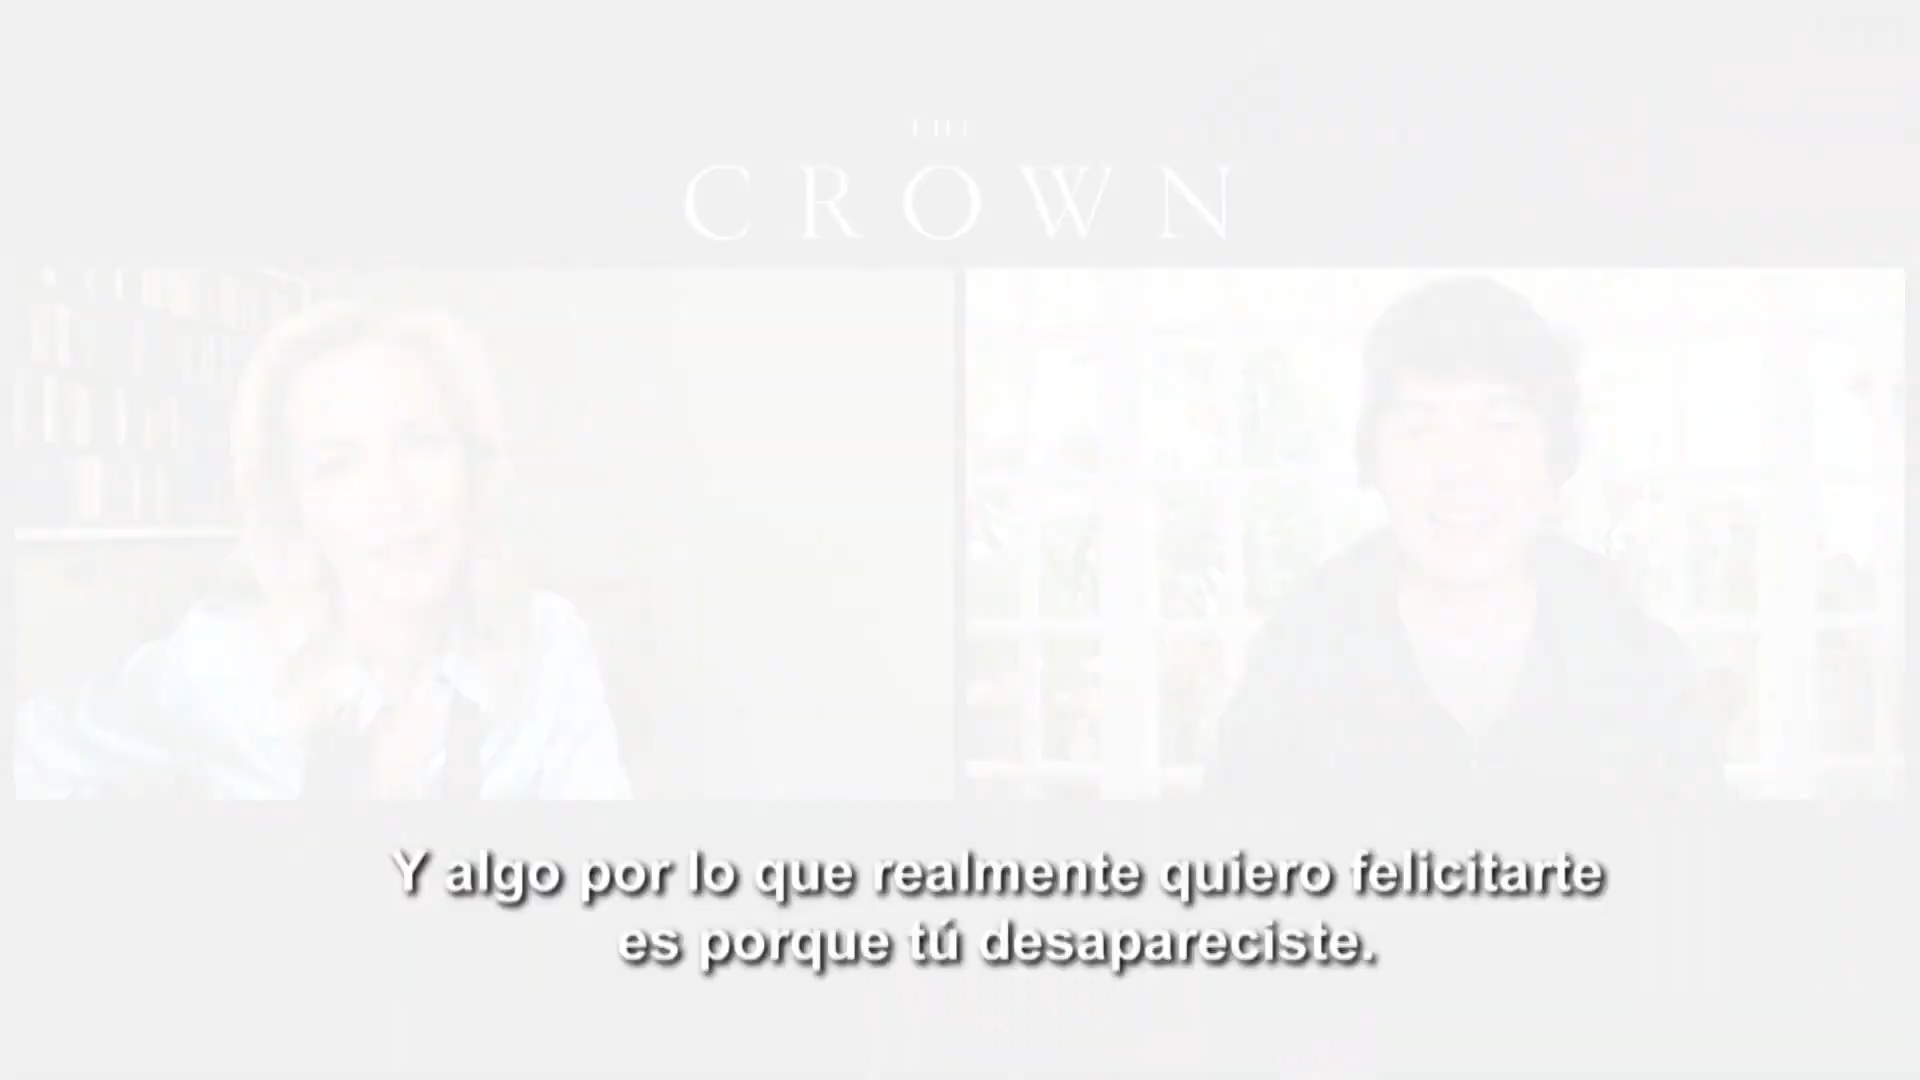 THE
CROWN
Y algo por lo que realmente quiero felicitarte
es porque tú desapareciste.